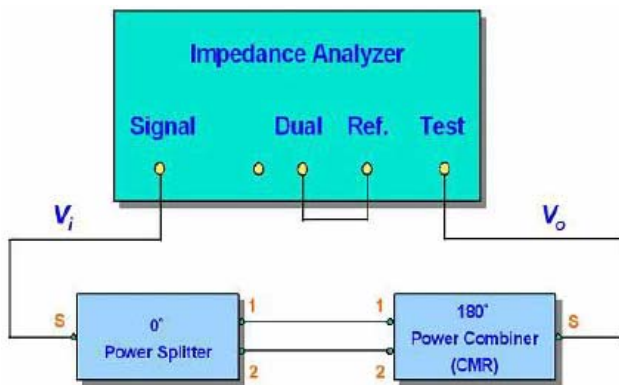 Impedance Analyzer
Signal Dual Ref. Test
Vi Vo
S 0° Power Splitter 1 2
1 2 180° Power Combiner (CMR) S